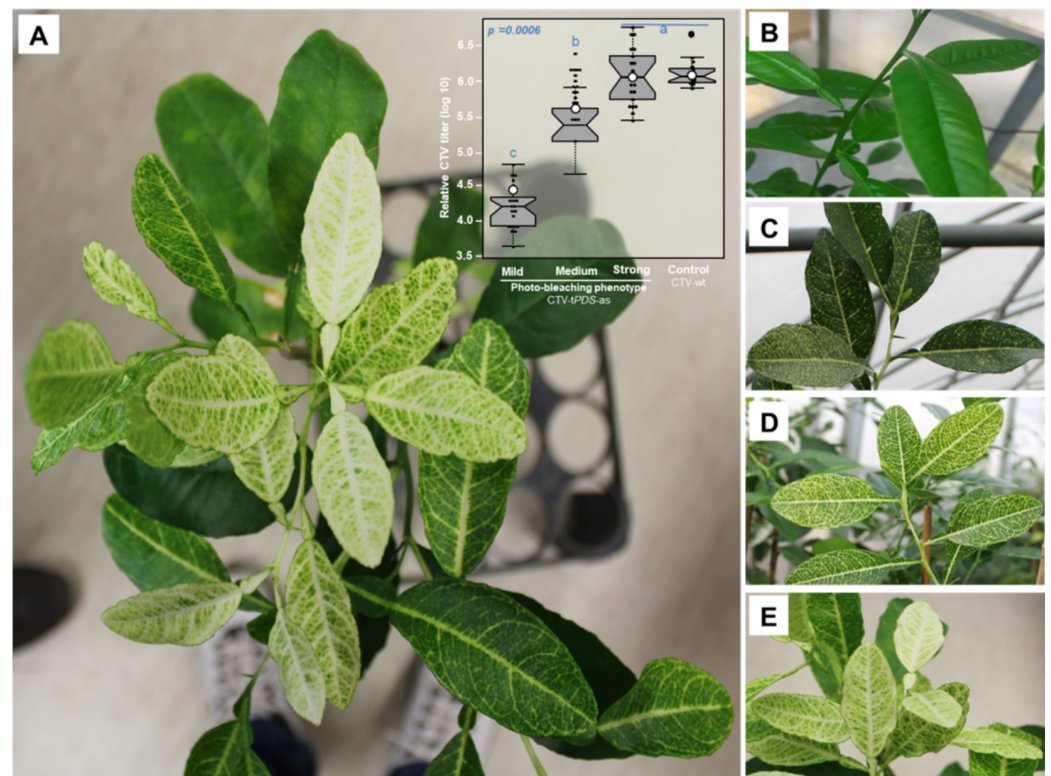 A
p =0.0006
a
b
c
6.5
6.0
5.5
5.0
4.5
4.0
3.5
Relative CTV titer (log 10)
Mild Medium Strong Control
Photo-bleaching phenotype CTV-wt
CTV-tPDS-as
B
C
D
E